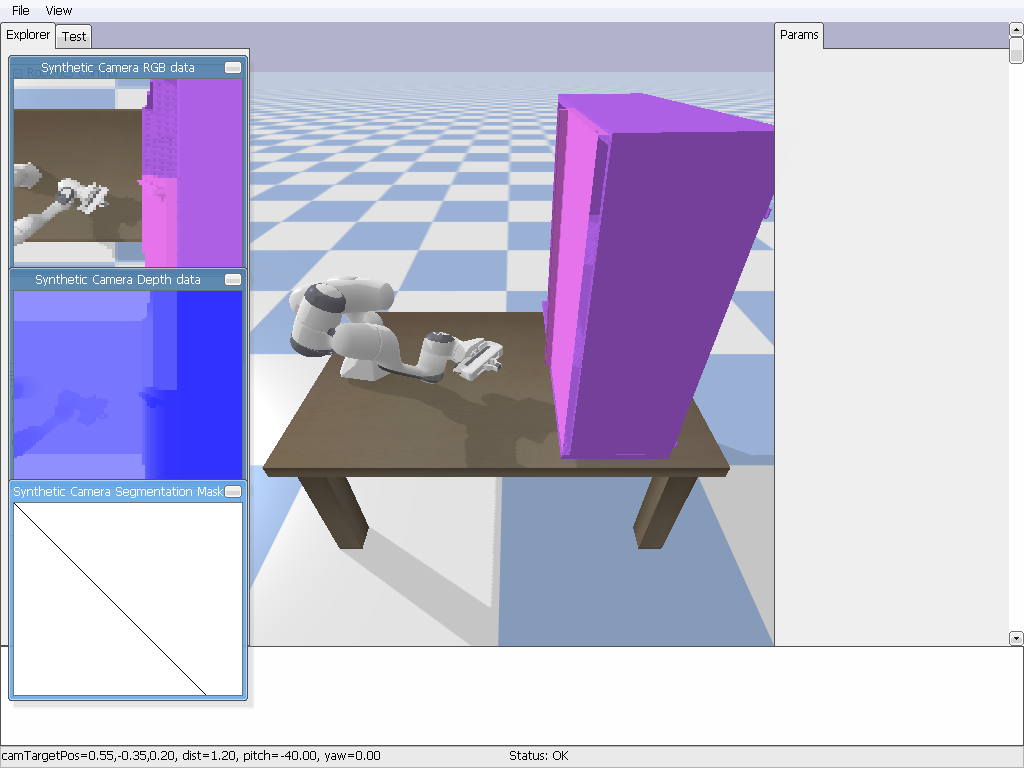 File View
Explorer Test
Params
Synthetic Camera RGB data
Synthetic Camera Depth data
Synthetic Camera Segmentation Mask
camTargetPos=0.55,-0.35,0.20, dist=1.20, pitch=-40.00, yaw=0.00
Status: OK